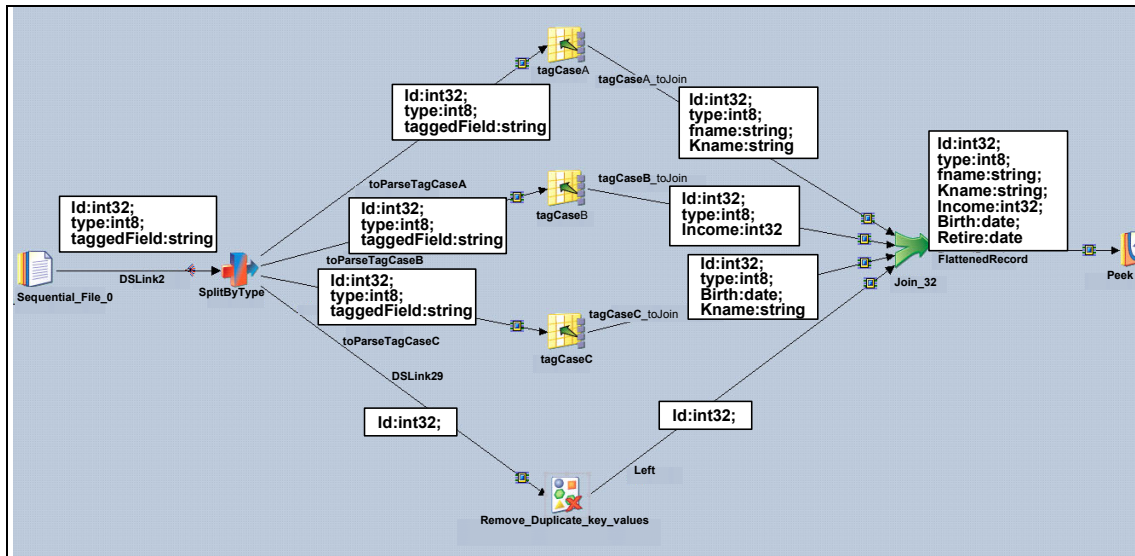 tagCaseA
tagCaseA_toJoin
Id:int32;
type:int8;
taggedField:string
Id:int32;
type:int8;
fname:string;
Kname:string
Id:int32;
type:int8;
fname:string;
Kname:string;
Income:int32;
Birth:date;
Retire:date
toParseTagCaseA
tagCaseB
tagCaseB_toJoin
Id:int32;
type:int8;
taggedField:string
Id:int32;
type:int8;
taggedField:string
Id:int32;
type:int8;
Income:int32
Sequential_File_0
DSLink2
SplitByType
toParseTagCaseB
Join_32
FlattenedRecord
Peek
Id:int32;
type:int8;
taggedField:string
Id:int32;
type:int8;
Birth:date;
Kname:string
toParseTagCaseC
tagCaseC
tagCaseC_toJoin
DSLink29
Id:int32;
Id:int32;
Left
Remove_Duplicate_key_values